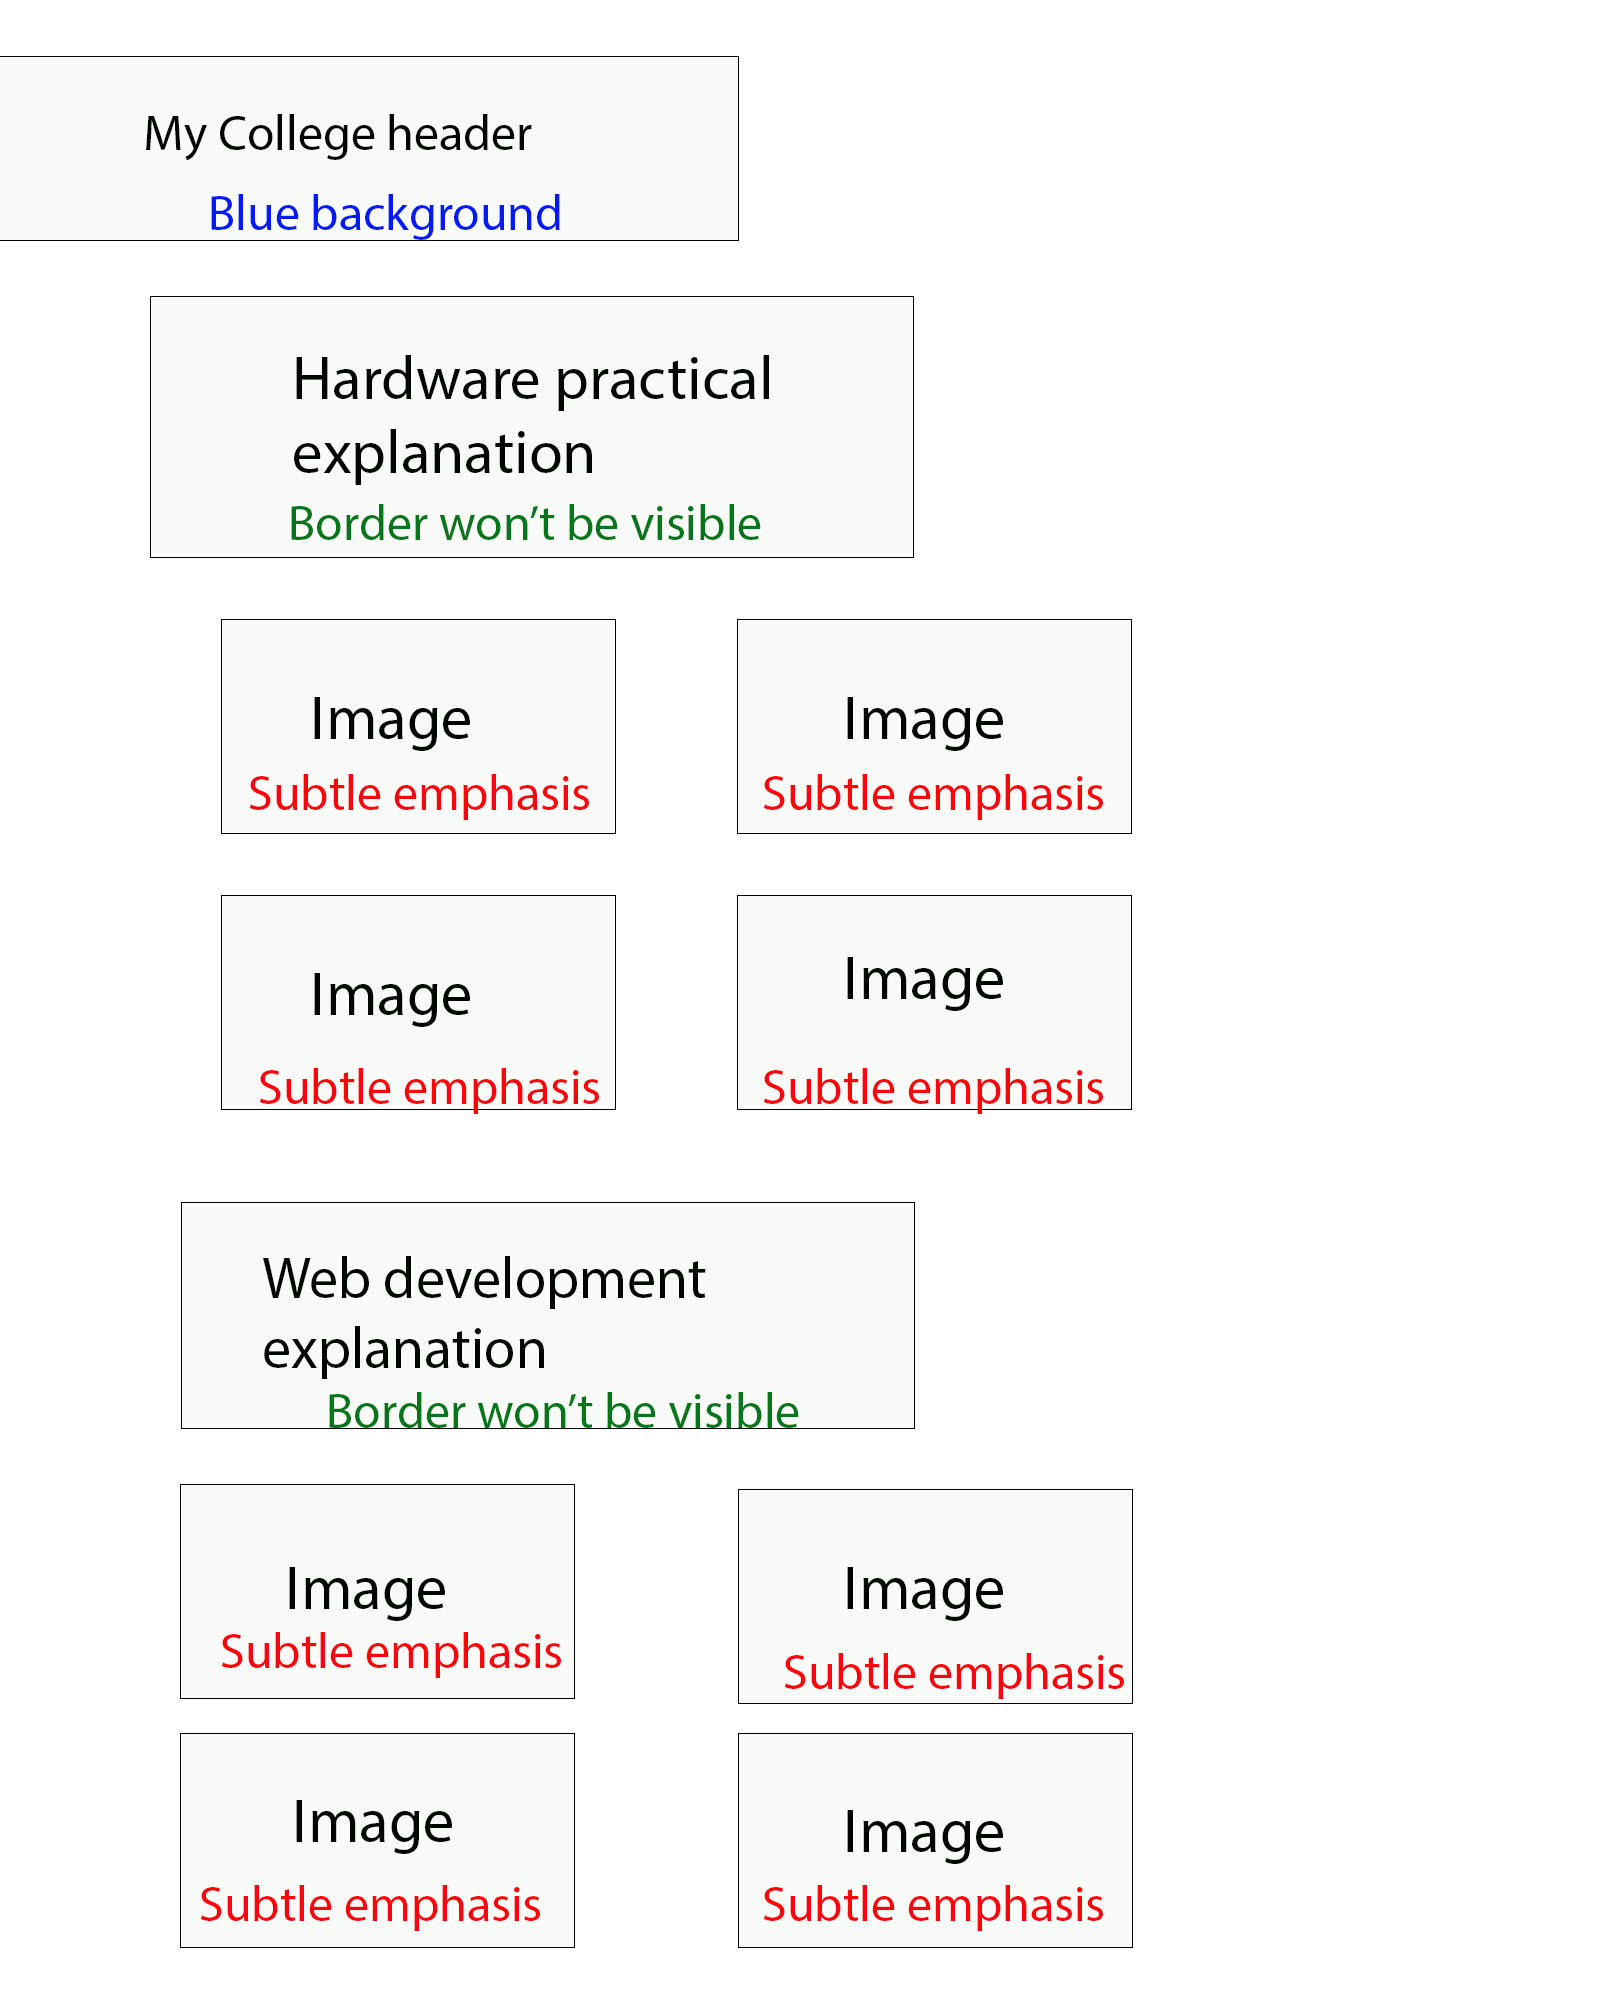 My College header
Blue background
Hardware practical
explanation
Border won’t be visible
Image
Subtle emphasis
Image
Subtle emphasis
Image
Subtle emphasis
Image
Subtle emphasis
Web development
explanation
Border won’t be visible
Image
Subtle emphasis
Image
Subtle emphasis
Image
Subtle emphasis
Image
Subtle emphasis